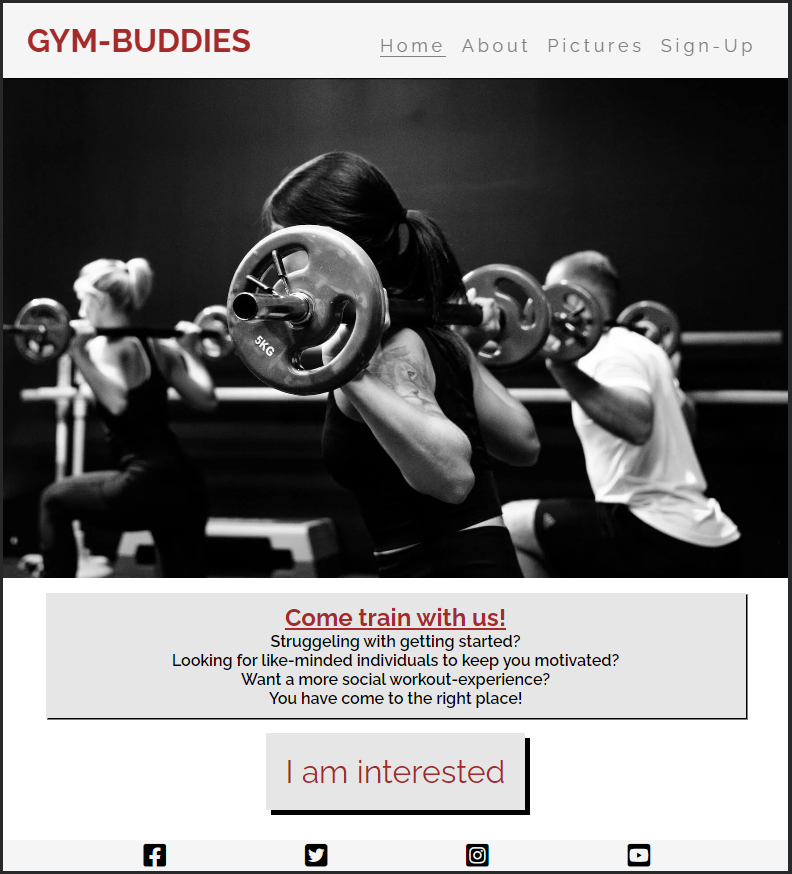 GYM-BUDDIES
Home About Pictures Sign-Up
5KG
Come train with us!
Struggeling with getting started?
Looking for like-minded individuals to keep you motivated?
Want a more social workout-experience?
You have come to the right place!
I am interested